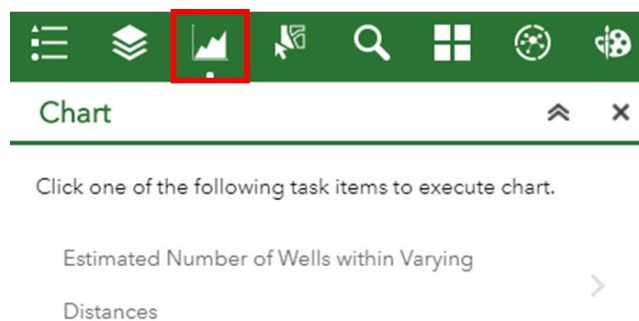 Chart
Click one of the following task items to execute chart.
Estimated Number of Wells within Varying
Distances